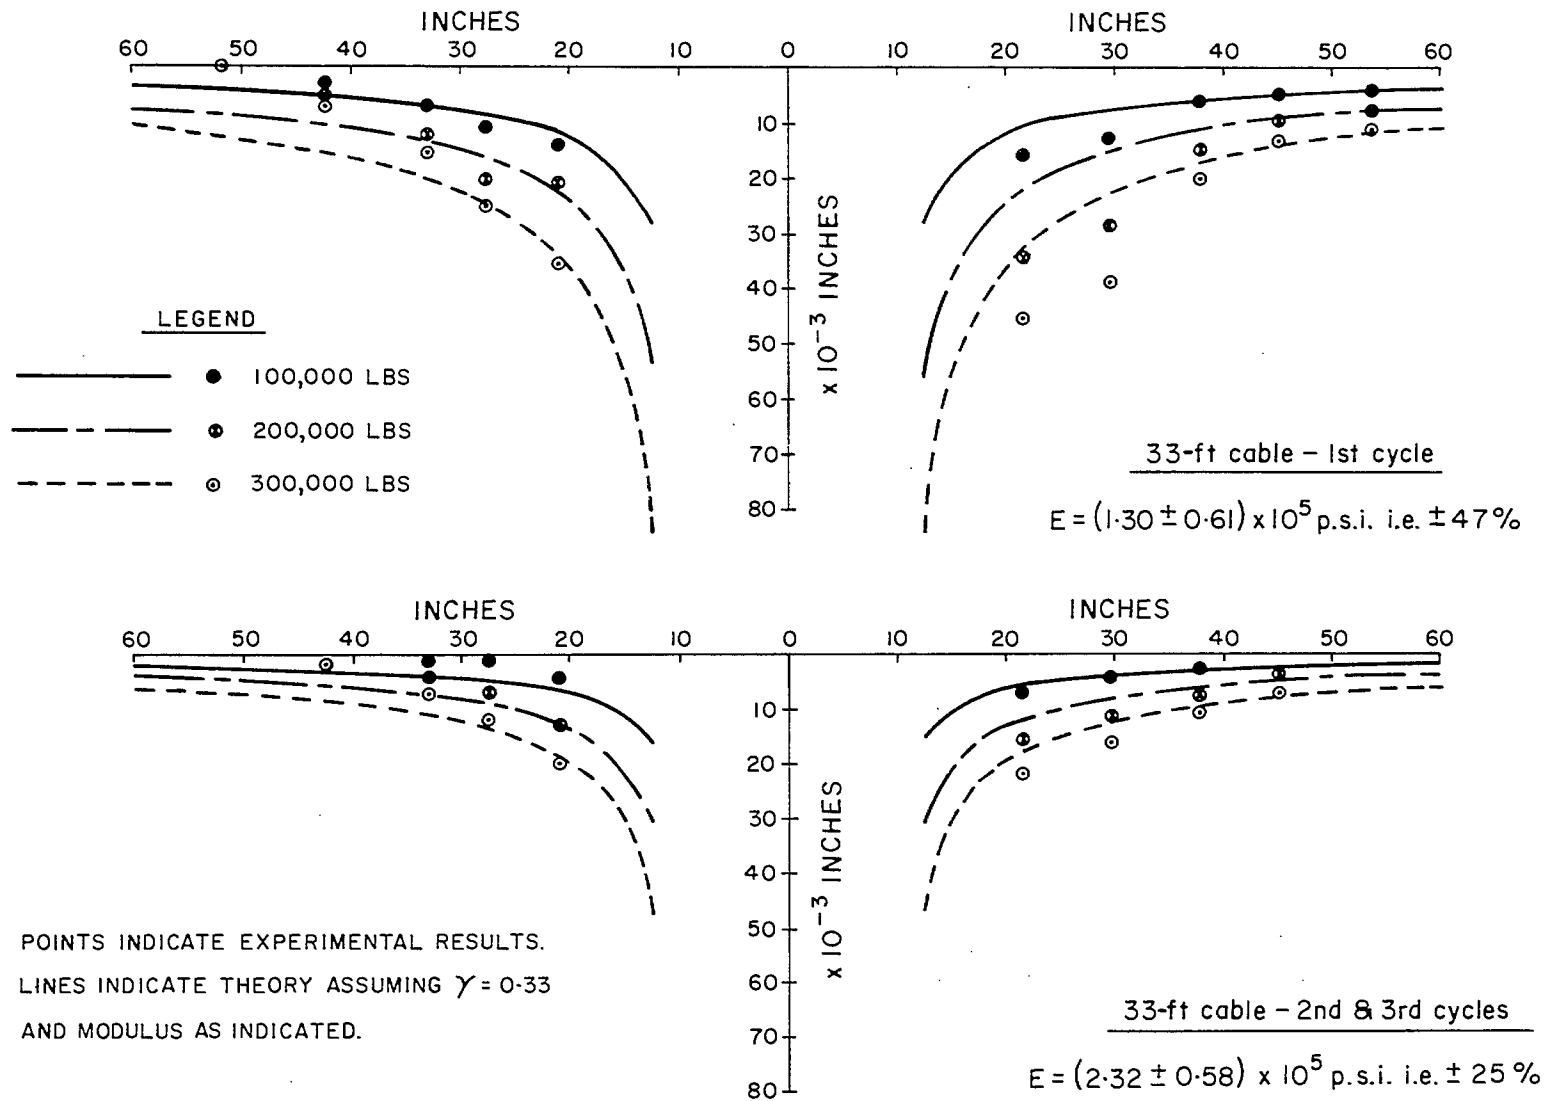 INCHES INCHES
60 50 40 30 20 10 0 10 20 30 40 50 60
10
20
30
40
50
60
70
80
x 10⁻³ INCHES
LEGEND
100,000 LBS
200,000 LBS
300,000 LBS
33-ft cable – 1st cycle
E = (1·30 ± 0·61) x 10⁵ p.s.i. i.e. ± 47%
INCHES INCHES
60 50 40 30 20 10 0 10 20 30 40 50 60
10
20
30
40
50
60
70
80
x 10⁻³ INCHES
POINTS INDICATE EXPERIMENTAL RESULTS.
LINES INDICATE THEORY ASSUMING γ = 0·33
AND MODULUS AS INDICATED.
33-ft cable – 2nd & 3rd cycles
E = (2·32 ± 0·58) x 10⁵ p.s.i. i.e. ± 25 %